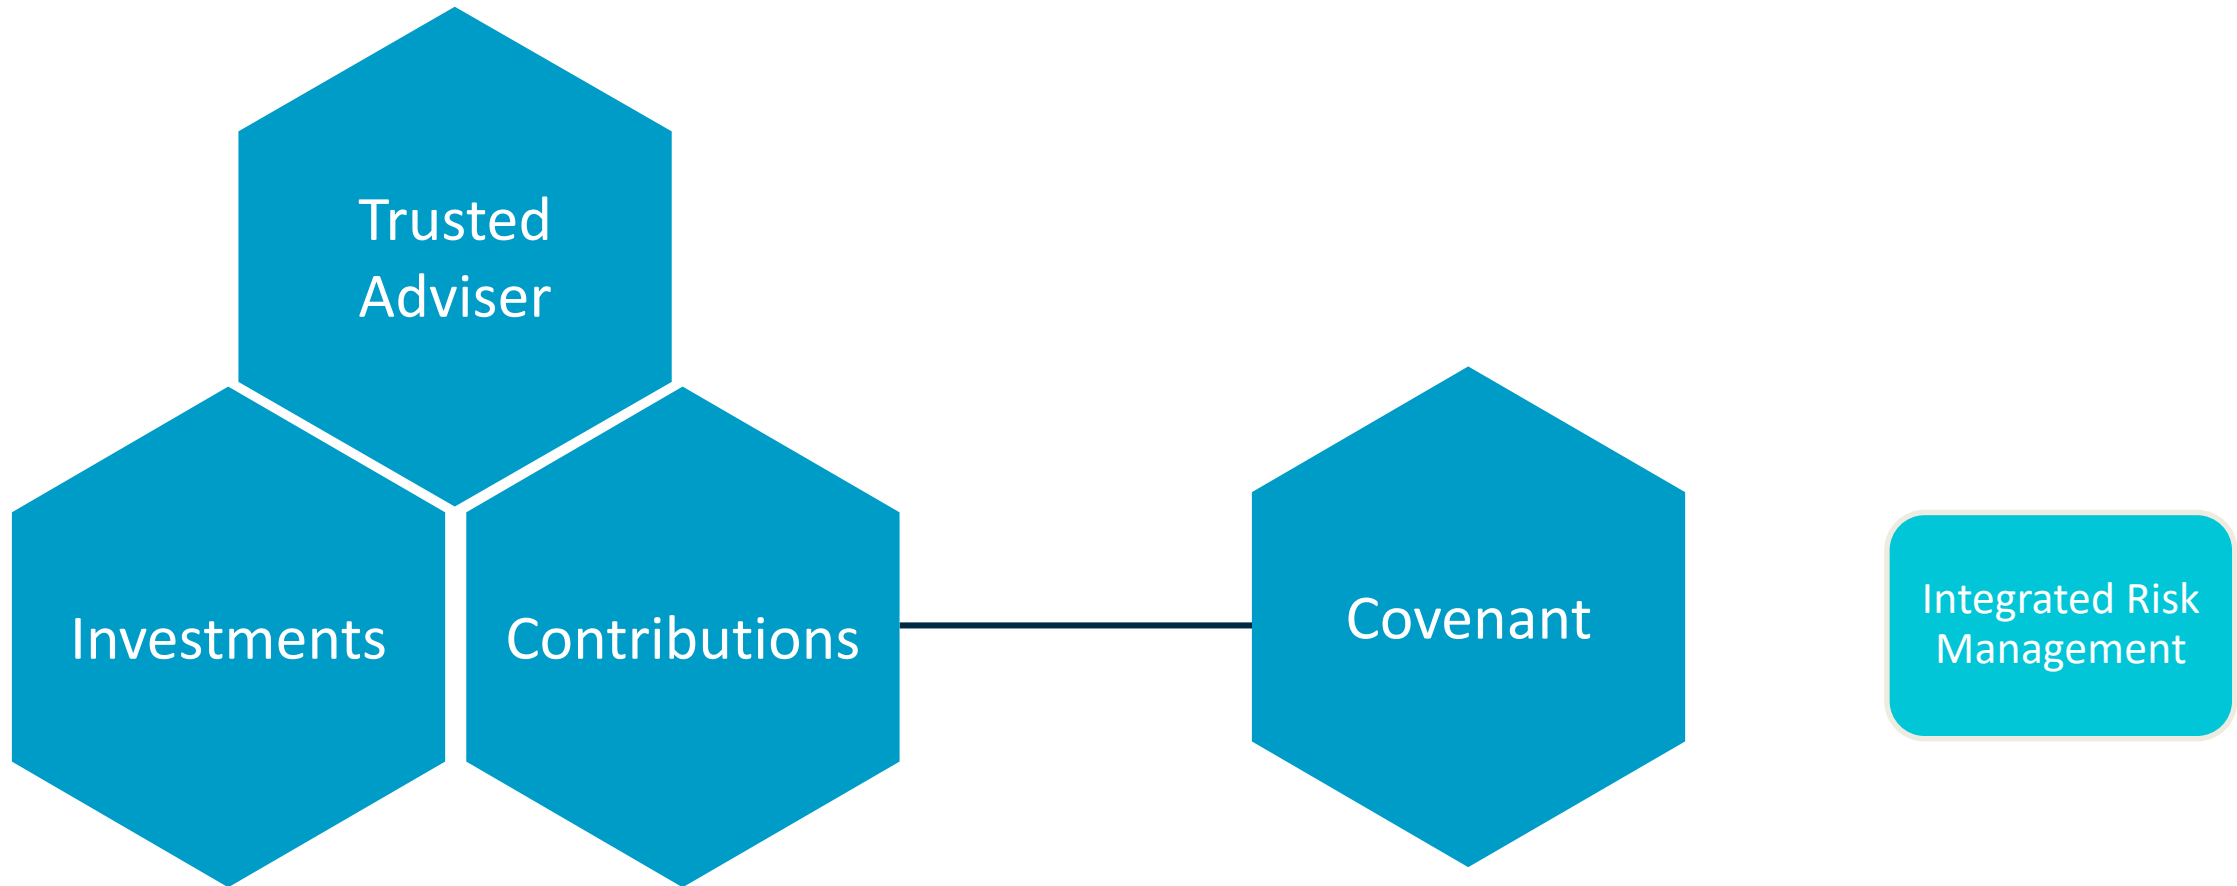 Trusted
Adviser
Investments
Contributions
Covenant
Integrated Risk
Management